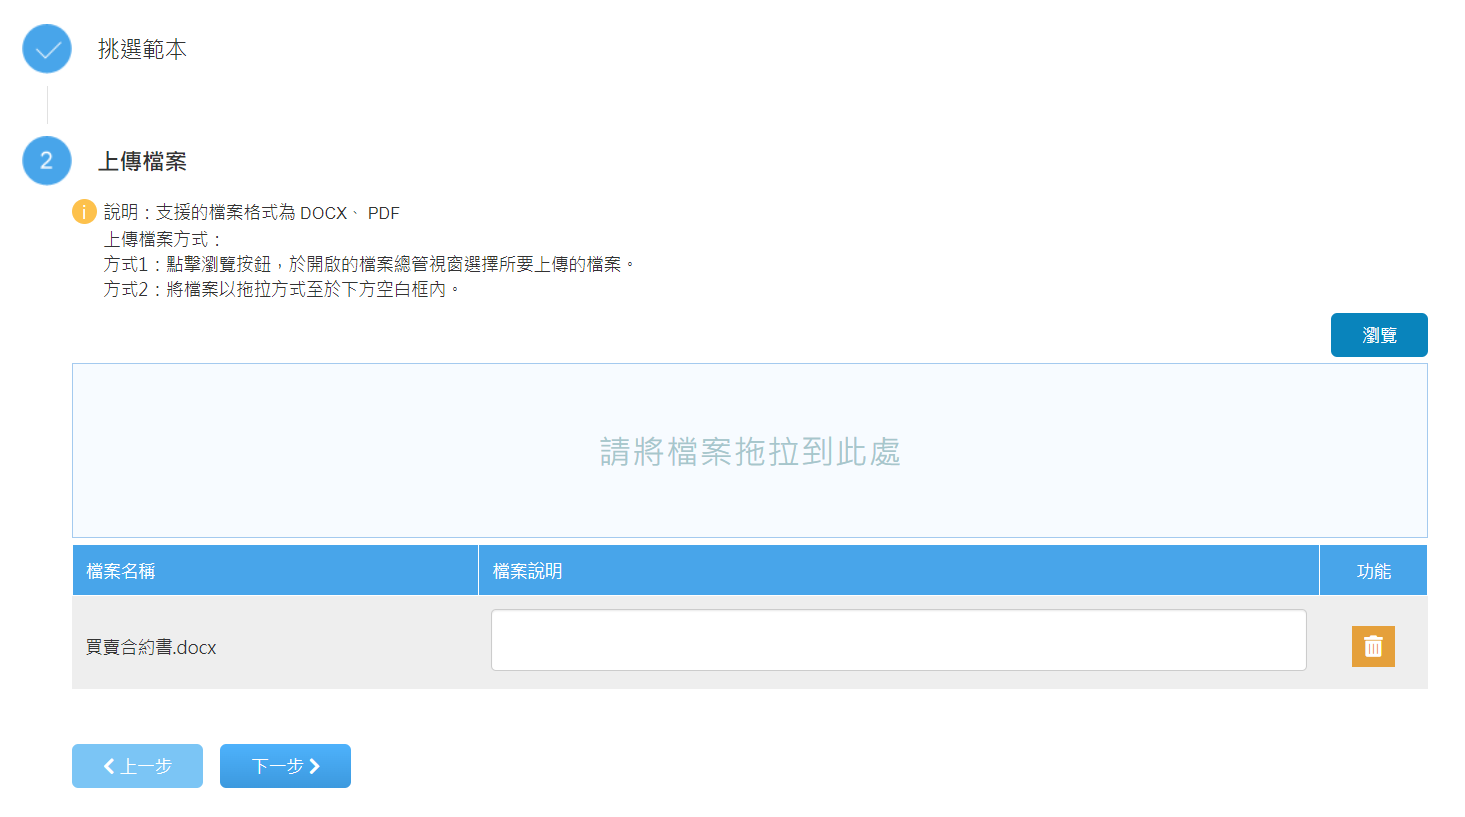 挑選範本
2
上傳檔案
說明：支援的檔案格式為 DOCX、 PDF
上傳檔案方式：
方式1：點擊瀏覽按鈕，於開啟的檔案總管視窗選擇所要上傳的檔案。
方式2：將檔案以拖拉方式至於下方空白框內。
瀏覽
請將檔案拖拉到此處
檔案名稱 檔案說明 功能
買賣合約書.docx
上一步 下一步